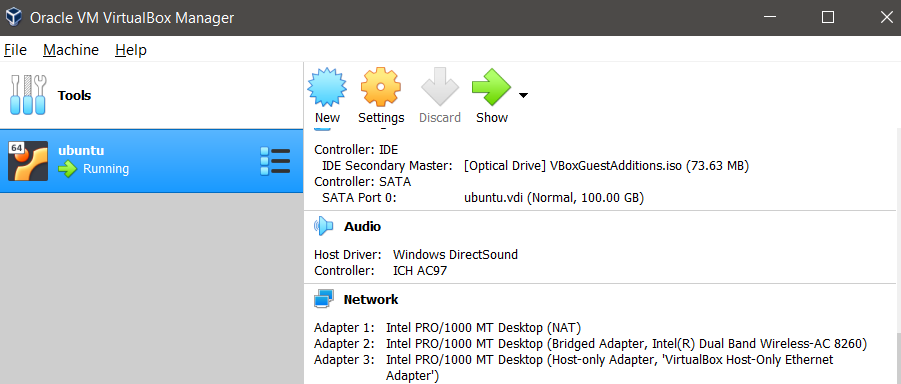 Oracle VM VirtualBox Manager
File Machine Help
Tools
New
Settings
Discard
Show
64
ubuntu
Running
Controller: IDE
IDE Secondary Master: [Optical Drive] VBoxGuestAdditions.iso (73.63 MB)
Controller: SATA
SATA Port 0: ubuntu.vdi (Normal, 100.00 GB)
Audio
Host Driver: Windows DirectSound
Controller: ICH AC97
Network
Adapter 1: Intel PRO/1000 MT Desktop (NAT)
Adapter 2: Intel PRO/1000 MT Desktop (Bridged Adapter, Intel(R) Dual Band Wireless-AC 8260)
Adapter 3: Intel PRO/1000 MT Desktop (Host-only Adapter, 'VirtualBox Host-Only Ethernet
Adapter')